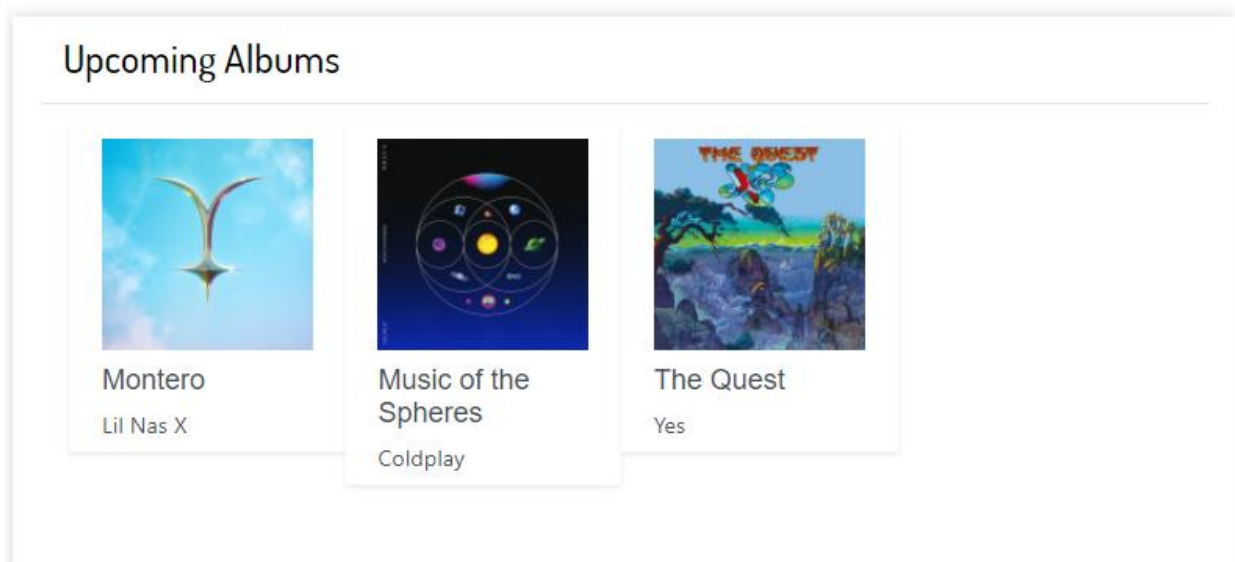 Upcoming Albums
THE QUEST
Montero
Music of the
Spheres
The Quest
Lil Nas X
Coldplay
Yes